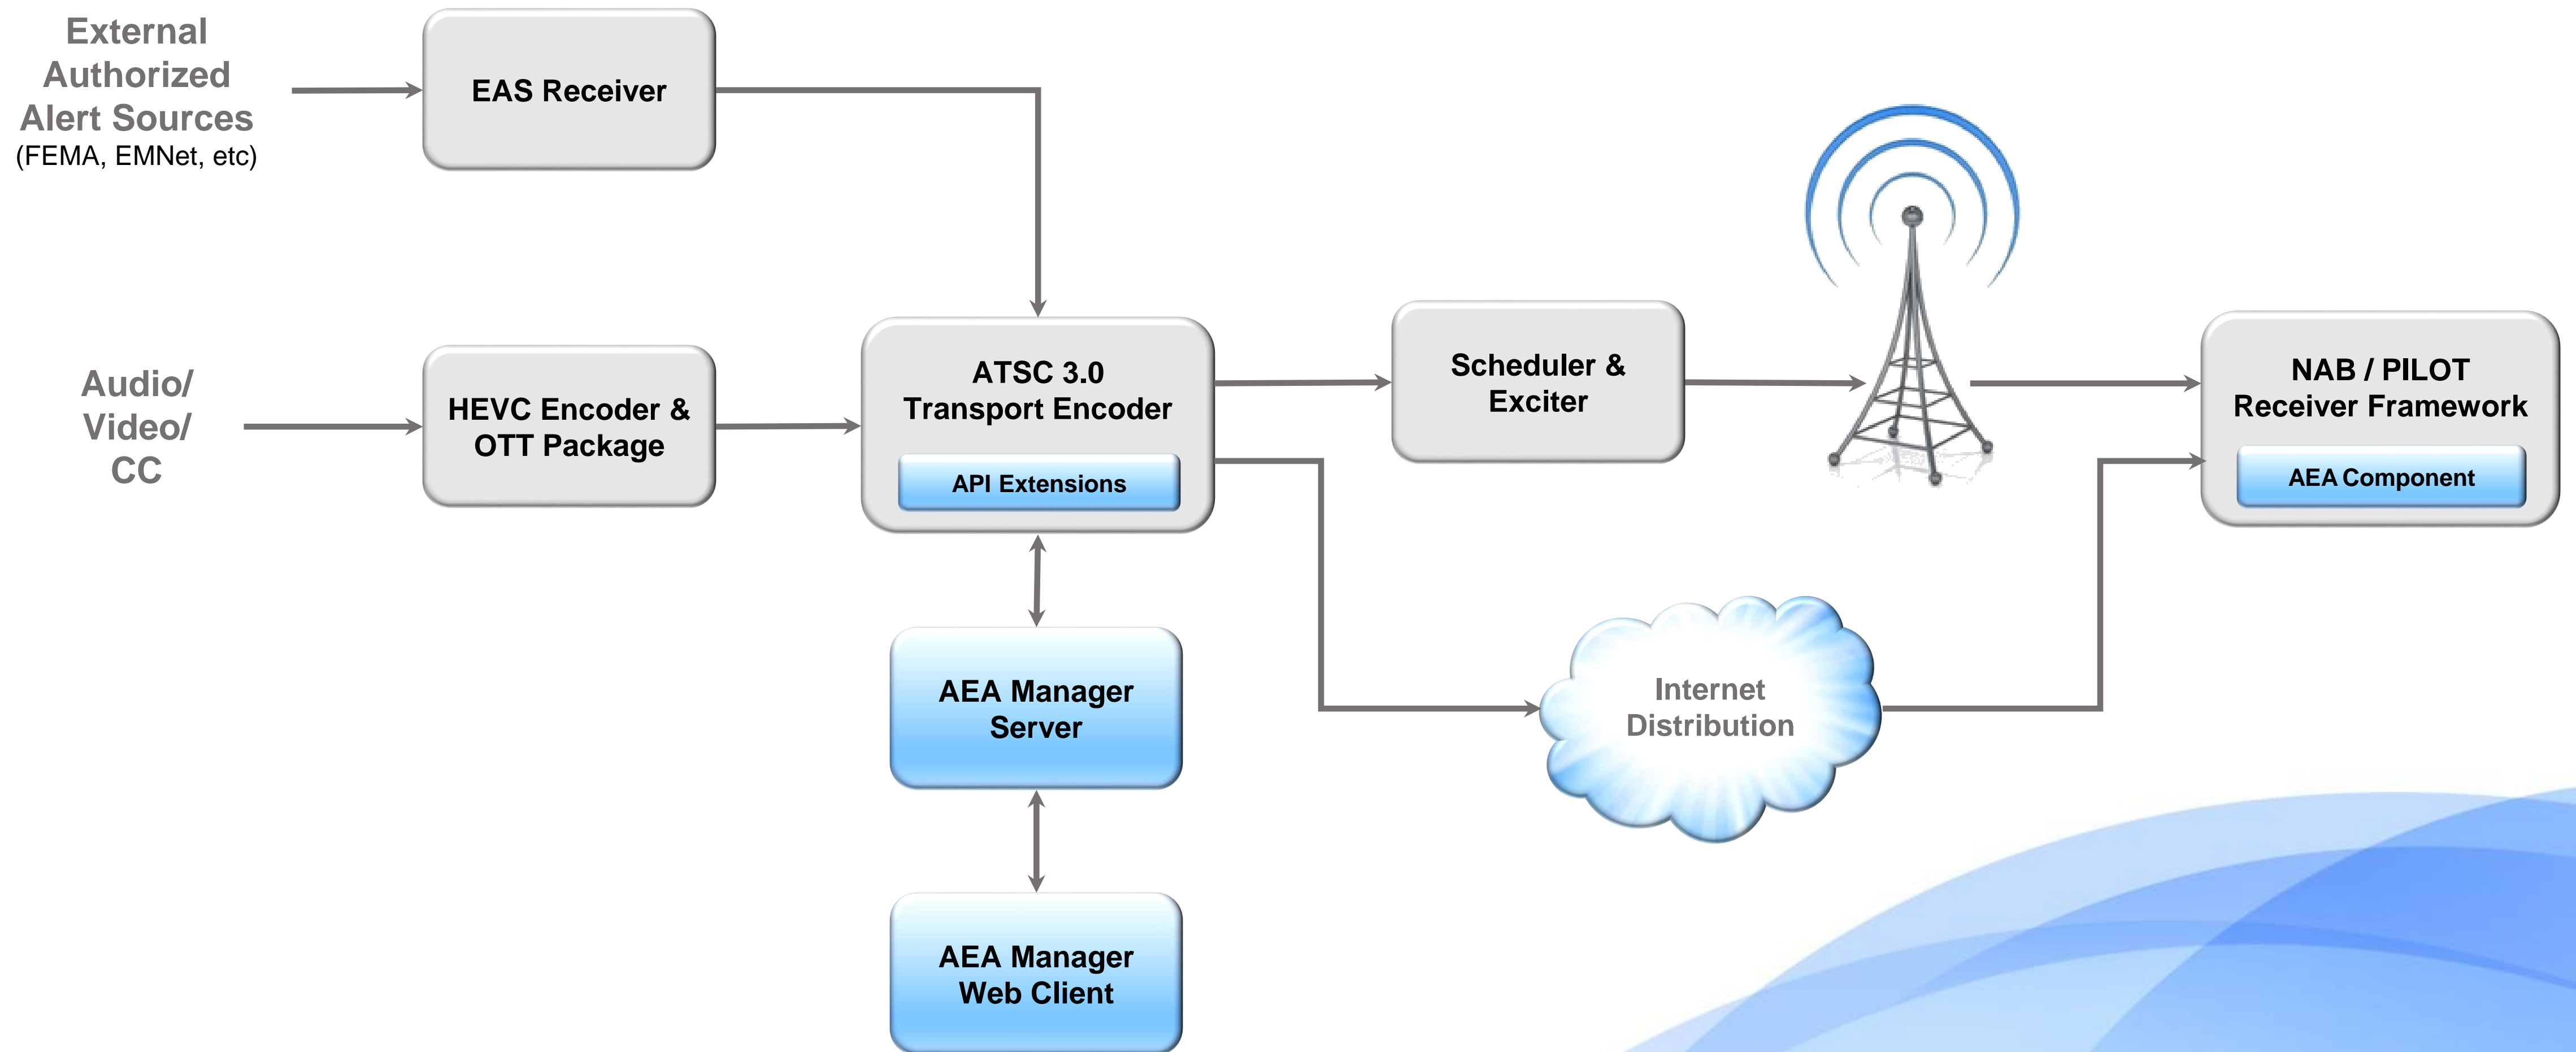 External
Authorized
Alert Sources
(FEMA, EMNet, etc)
EAS Receiver
Audio/
Video/
CC
HEVC Encoder &
OTT Package
ATSC 3.0
Transport Encoder
API Extensions
Scheduler &
Exciter
NAB / PILOT
Receiver Framework
AEA Component
AEA Manager
Server
Internet
Distribution
AEA Manager
Web Client